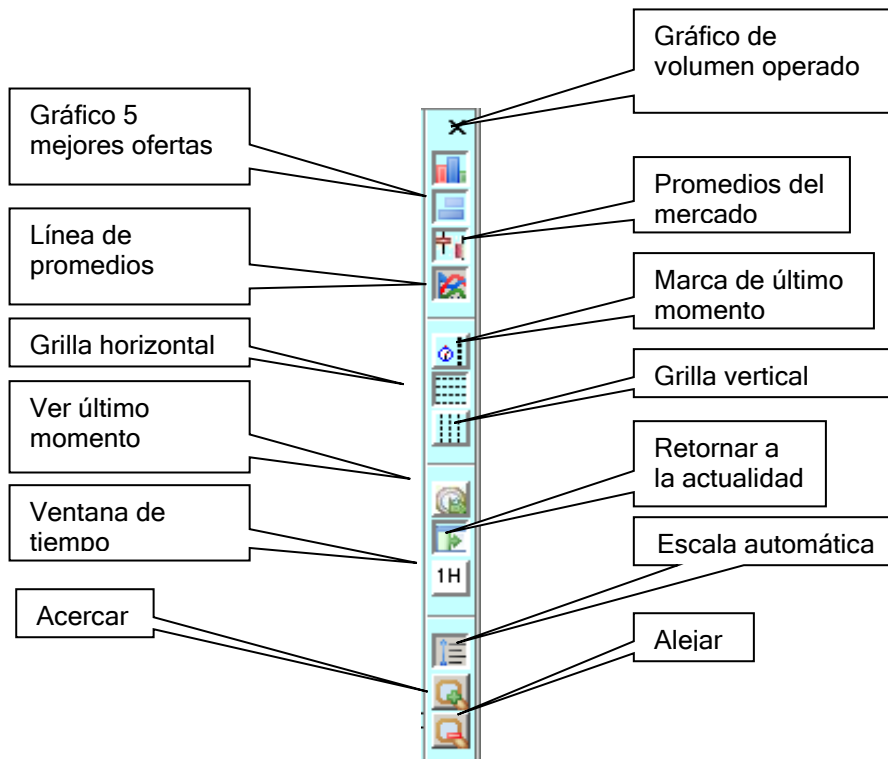 Gráfico de
volumen operado
Gráfico 5
mejores ofertas
Promedios del
mercado
Línea de
promedios
Marca de último
momento
Grilla horizontal
Grilla vertical
Ver último
momento
Retornar a
la actualidad
Ventana de
tiempo
Escala automática
1H
Acercar
Alejar